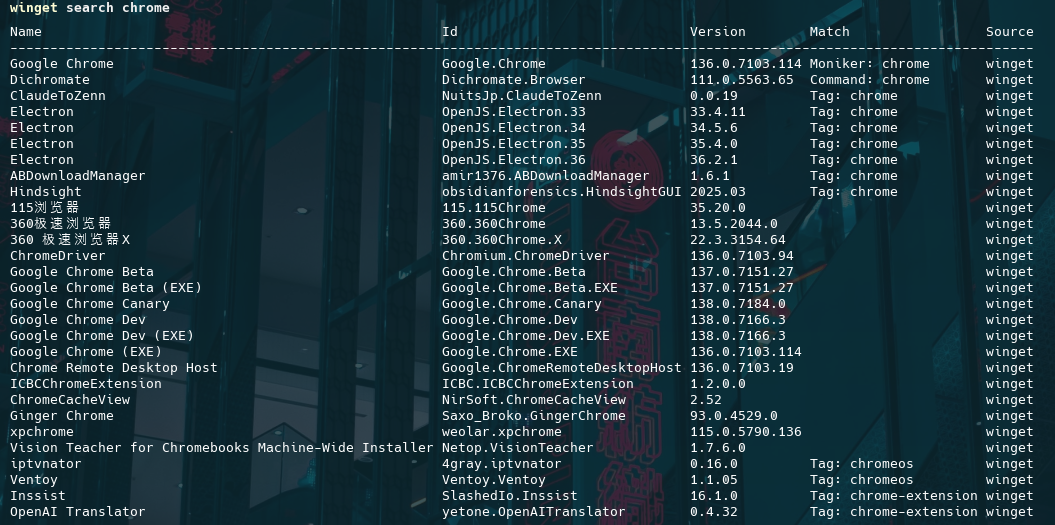 winget search chrome
Name Id Version Match Source
--------------------------------------------------------------------------------------------------------------------------------
Google Chrome Google.Chrome 136.0.7103.114 Moniker: chrome winget
Dichromate Dichromate.Browser 111.0.5563.65 Command: chrome winget
ClaudeToZenn NuitsJp.ClaudeToZenn 0.0.19 Tag: chrome winget
Electron OpenJS.Electron.33 33.4.11 Tag: chrome winget
Electron OpenJS.Electron.34 34.5.6 Tag: chrome winget
Electron OpenJS.Electron.35 35.4.0 Tag: chrome winget
Electron OpenJS.Electron.36 36.2.1 Tag: chrome winget
ABDownloadManager amir1376.ABDownloadManager 1.6.1 Tag: chrome winget
Hindsight obsidianforensics.HindsightGUI 2025.03 Tag: chrome winget
115浏览器 115.115Chrome 35.20.0 winget
360极速浏览器 360.360Chrome 13.5.2044.0 winget
360 极速浏览器X 360.360Chrome.X 22.3.3154.64 winget
ChromeDriver Chromium.ChromeDriver 136.0.7103.94 winget
Google Chrome Beta Google.Chrome.Beta 137.0.7151.27 winget
Google Chrome Beta (EXE) Google.Chrome.Beta.EXE 137.0.7151.27 winget
Google Chrome Canary Google.Chrome.Canary 138.0.7184.0 winget
Google Chrome Dev Google.Chrome.Dev 138.0.7166.3 winget
Google Chrome Dev (EXE) Google.Chrome.Dev.EXE 138.0.7166.3 winget
Google Chrome (EXE) Google.Chrome.EXE 136.0.7103.114 winget
Chrome Remote Desktop Host Google.ChromeRemoteDesktopHost 136.0.7103.19 winget
ICBCChromeExtension ICBC.ICBCChromeExtension 1.2.0.0 winget
ChromeCacheView NirSoft.ChromeCacheView 2.52 winget
Ginger Chrome Saxo_Broko.GingerChrome 93.0.4529.0 winget
xpchrome weolar.xpchrome 115.0.5790.136 winget
Vision Teacher for Chromebooks Machine-Wide Installer Netop.VisionTeacher 1.7.6.0 winget
iptvnator 4gray.iptvnator 0.16.0 Tag: chromeos winget
Ventoy Ventoy.Ventoy 1.1.05 Tag: chromeos winget
Inssist SlashedIo.Inssist 16.1.0 Tag: chrome-extension winget
OpenAI Translator yetone.OpenAITranslator 0.4.32 Tag: chrome-extension winget